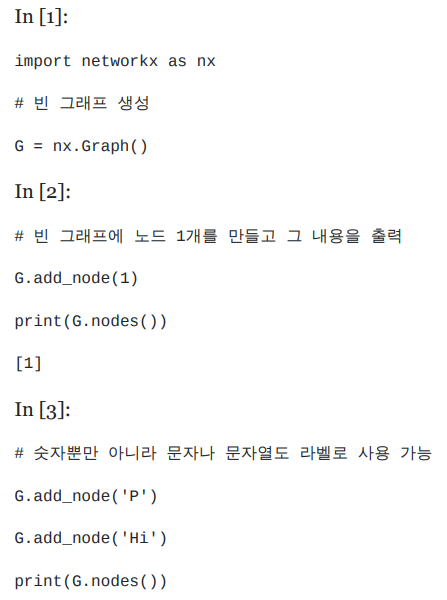 In [1]:
import networkx as nx
# 빈 그래프 생성
G = nx.Graph()
In [2]:
# 빈 그래프에 노드 1개를 만들고 그 내용을 출력
G.add_node(1)
print(G.nodes())
[1]
In [3]:
# 숫자뿐만 아니라 문자나 문자열도 라벨로 사용 가능
G.add_node('P')
G.add_node('Hi')
print(G.nodes())